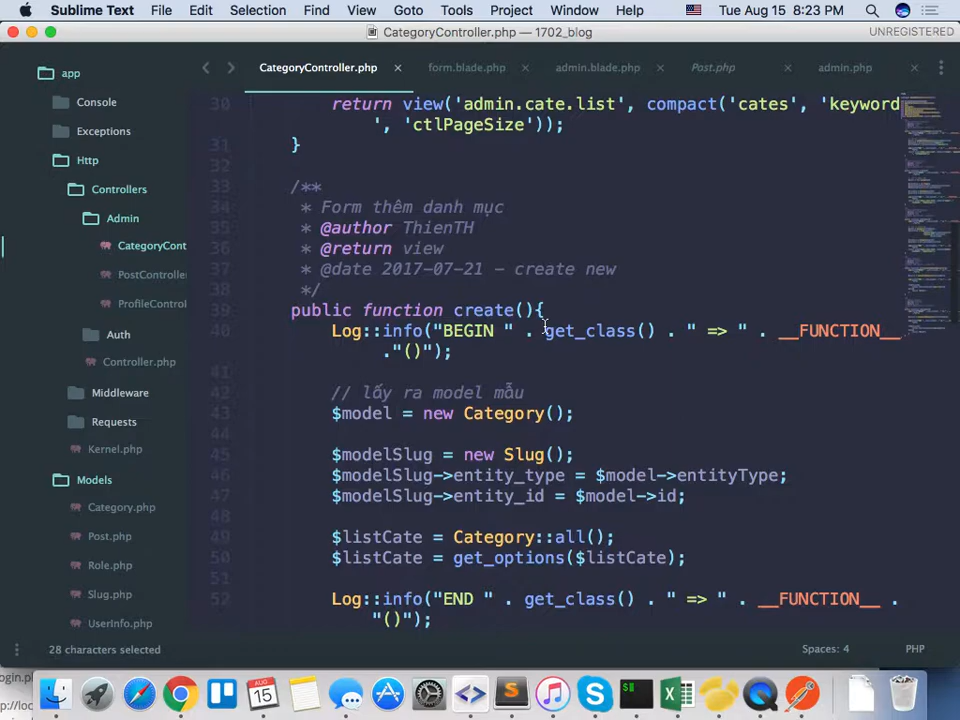 Sublime Text File Edit Selection Find View Goto Tools Project Window Help Tue Aug 15 8:23 PM
CategoryController.php — 1702_blog UNREGISTERED
CategoryController.php × form.blade.php × admin.blade.php × Post.php × admin.php ×
app
Console
Exceptions
Http
Controllers
Admin
CategoryCont
PostController
ProfileControl
Auth
Controller.php
Middleware
Requests
Kernel.php
Models
Category.php
Post.php
Role.php
Slug.php
UserInfo.php
30 return view('admin.cate.list', compact('cates', 'keyword
', 'ctlPageSize'));
31 }
32
33 /**
34 * Form thêm danh mục
35 * @author ThienTH
36 * @return view
37 * @date 2017-07-21 - create new
38 */
39 public function create(){
40 Log::info("BEGIN " . get_class() . " => " . __FUNCTION__
."()");
41
42 // lấy ra model mẫu
43 $model = new Category();
44
45 $modelSlug = new Slug();
46 $modelSlug->entity_type = $model->entityType;
47 $modelSlug->entity_id = $model->id;
48
49 $listCate = Category::all();
50 $listCate = get_options($listCate);
51
52 Log::info("END " . get_class() . " => " . __FUNCTION__ .
"()");
28 characters selected Spaces: 4 PHP
15